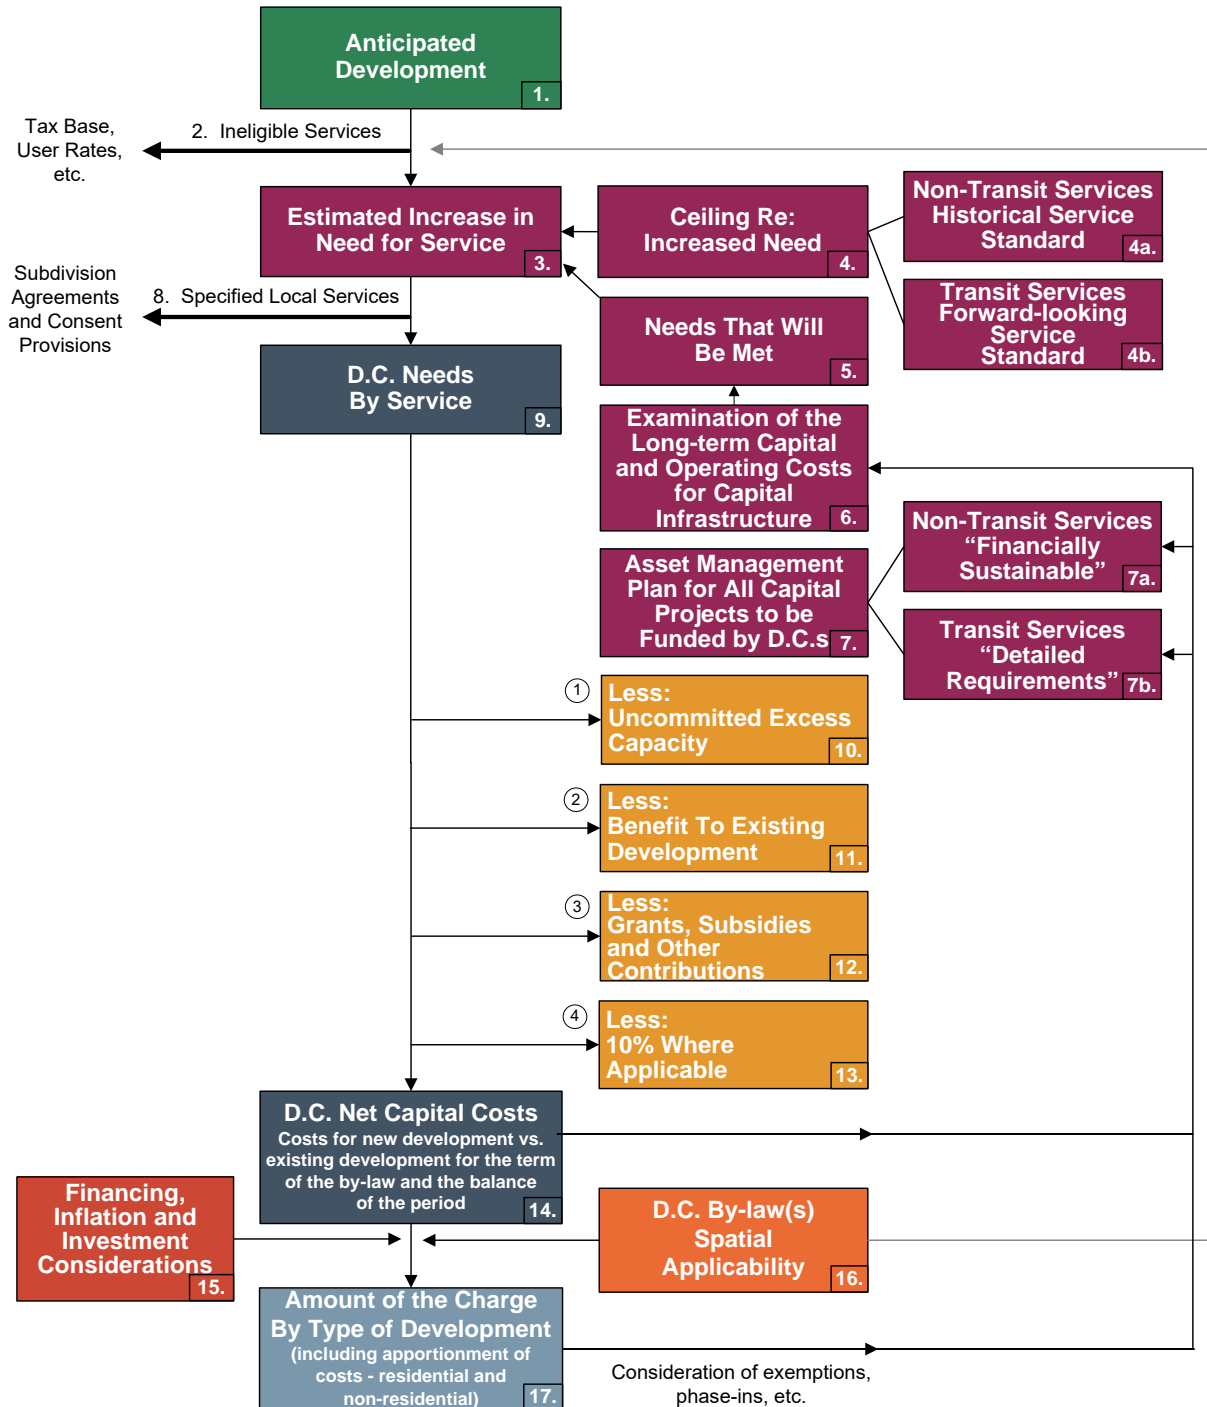 Anticipated
Development
1.
Tax Base,
User Rates,
etc.
2.  Ineligible Services
Estimated Increase in
Need for Service
3.
Ceiling Re:
Increased Need
4.
Non-Transit Services
Historical Service
Standard
4a.
Transit Services
Forward-looking
Service
Standard
4b.
Subdivision
Agreements
and Consent
Provisions
8.  Specified Local Services
Needs That Will
Be Met
5.
D.C. Needs
By Service
9.
Examination of the
Long-term Capital
and Operating Costs
for Capital
Infrastructure
6.
Asset Management
Plan for All Capital
Projects to be
Funded by D.C.s
7.
Non-Transit Services
“Financially
Sustainable”
7a.
Transit Services
“Detailed
Requirements”
7b.
1
Less:
Uncommitted Excess
Capacity
10.
2
Less:
Benefit To Existing
Development
11.
3
Less:
Grants, Subsidies
and Other
Contributions
12.
4
Less:
10% Where
Applicable
13.
D.C. Net Capital Costs
Costs for new development vs.
existing development for the term
of the by-law and the balance
of the period
14.
Financing,
Inflation and
Investment
Considerations
15.
D.C. By-law(s)
Spatial
Applicability
16.
Amount of the Charge
By Type of Development
(including apportionment of
costs - residential and
non-residential)
17.
Consideration of exemptions,
phase-ins, etc.